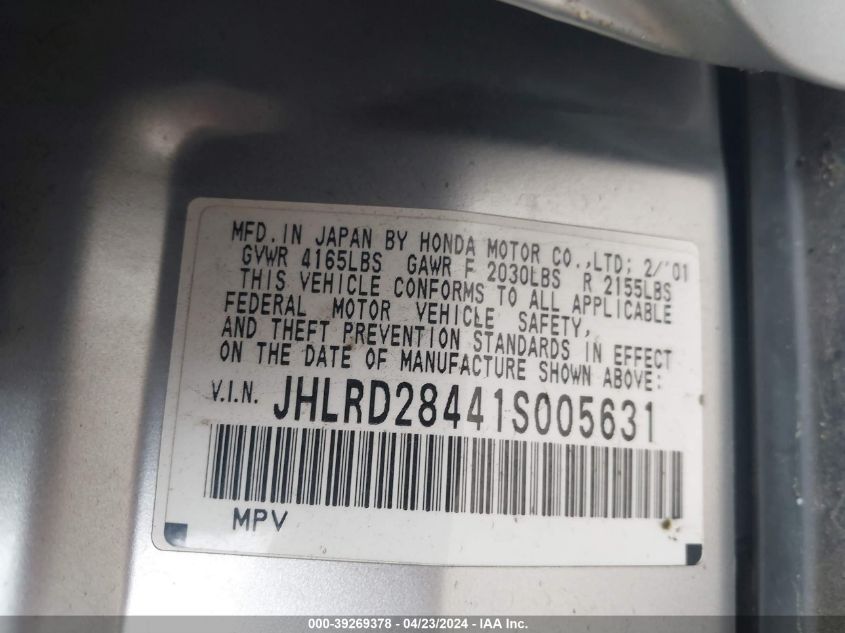 MFD. IN JAPAN BY HONDA MOTOR CO.,LTD; 2/'01
GVWR 4165LBS GAWR F 2030LBS R 2155LBS
THIS VEHICLE CONFORMS TO ALL APPLICABLE
FEDERAL MOTOR VEHICLE SAFETY,
AND THEFT PREVENTION STANDARDS IN EFFECT
ON THE DATE OF MANUFACTURE SHOWN ABOVE:
V.I.N. JHLRD28441S005631
MPV
000-39269378 - 04/23/2024 - IAAI.com